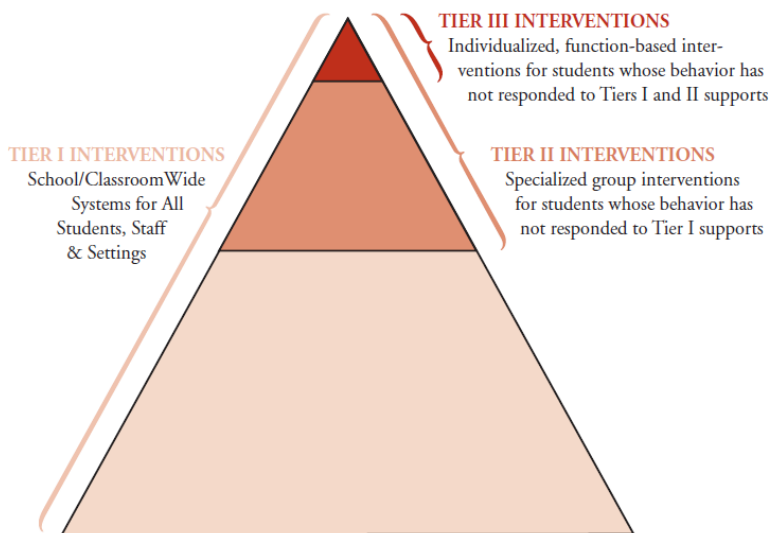 TIER III INTERVENTIONS
Individualized, function-based inter-
ventions for students whose behavior has
not responded to Tiers I and II supports
TIER I INTERVENTIONS
School/ClassroomWide
Systems for All
Students, Staff
& Settings
TIER II INTERVENTIONS
Specialized group interventions
for students whose behavior has
not responded to Tier I supports